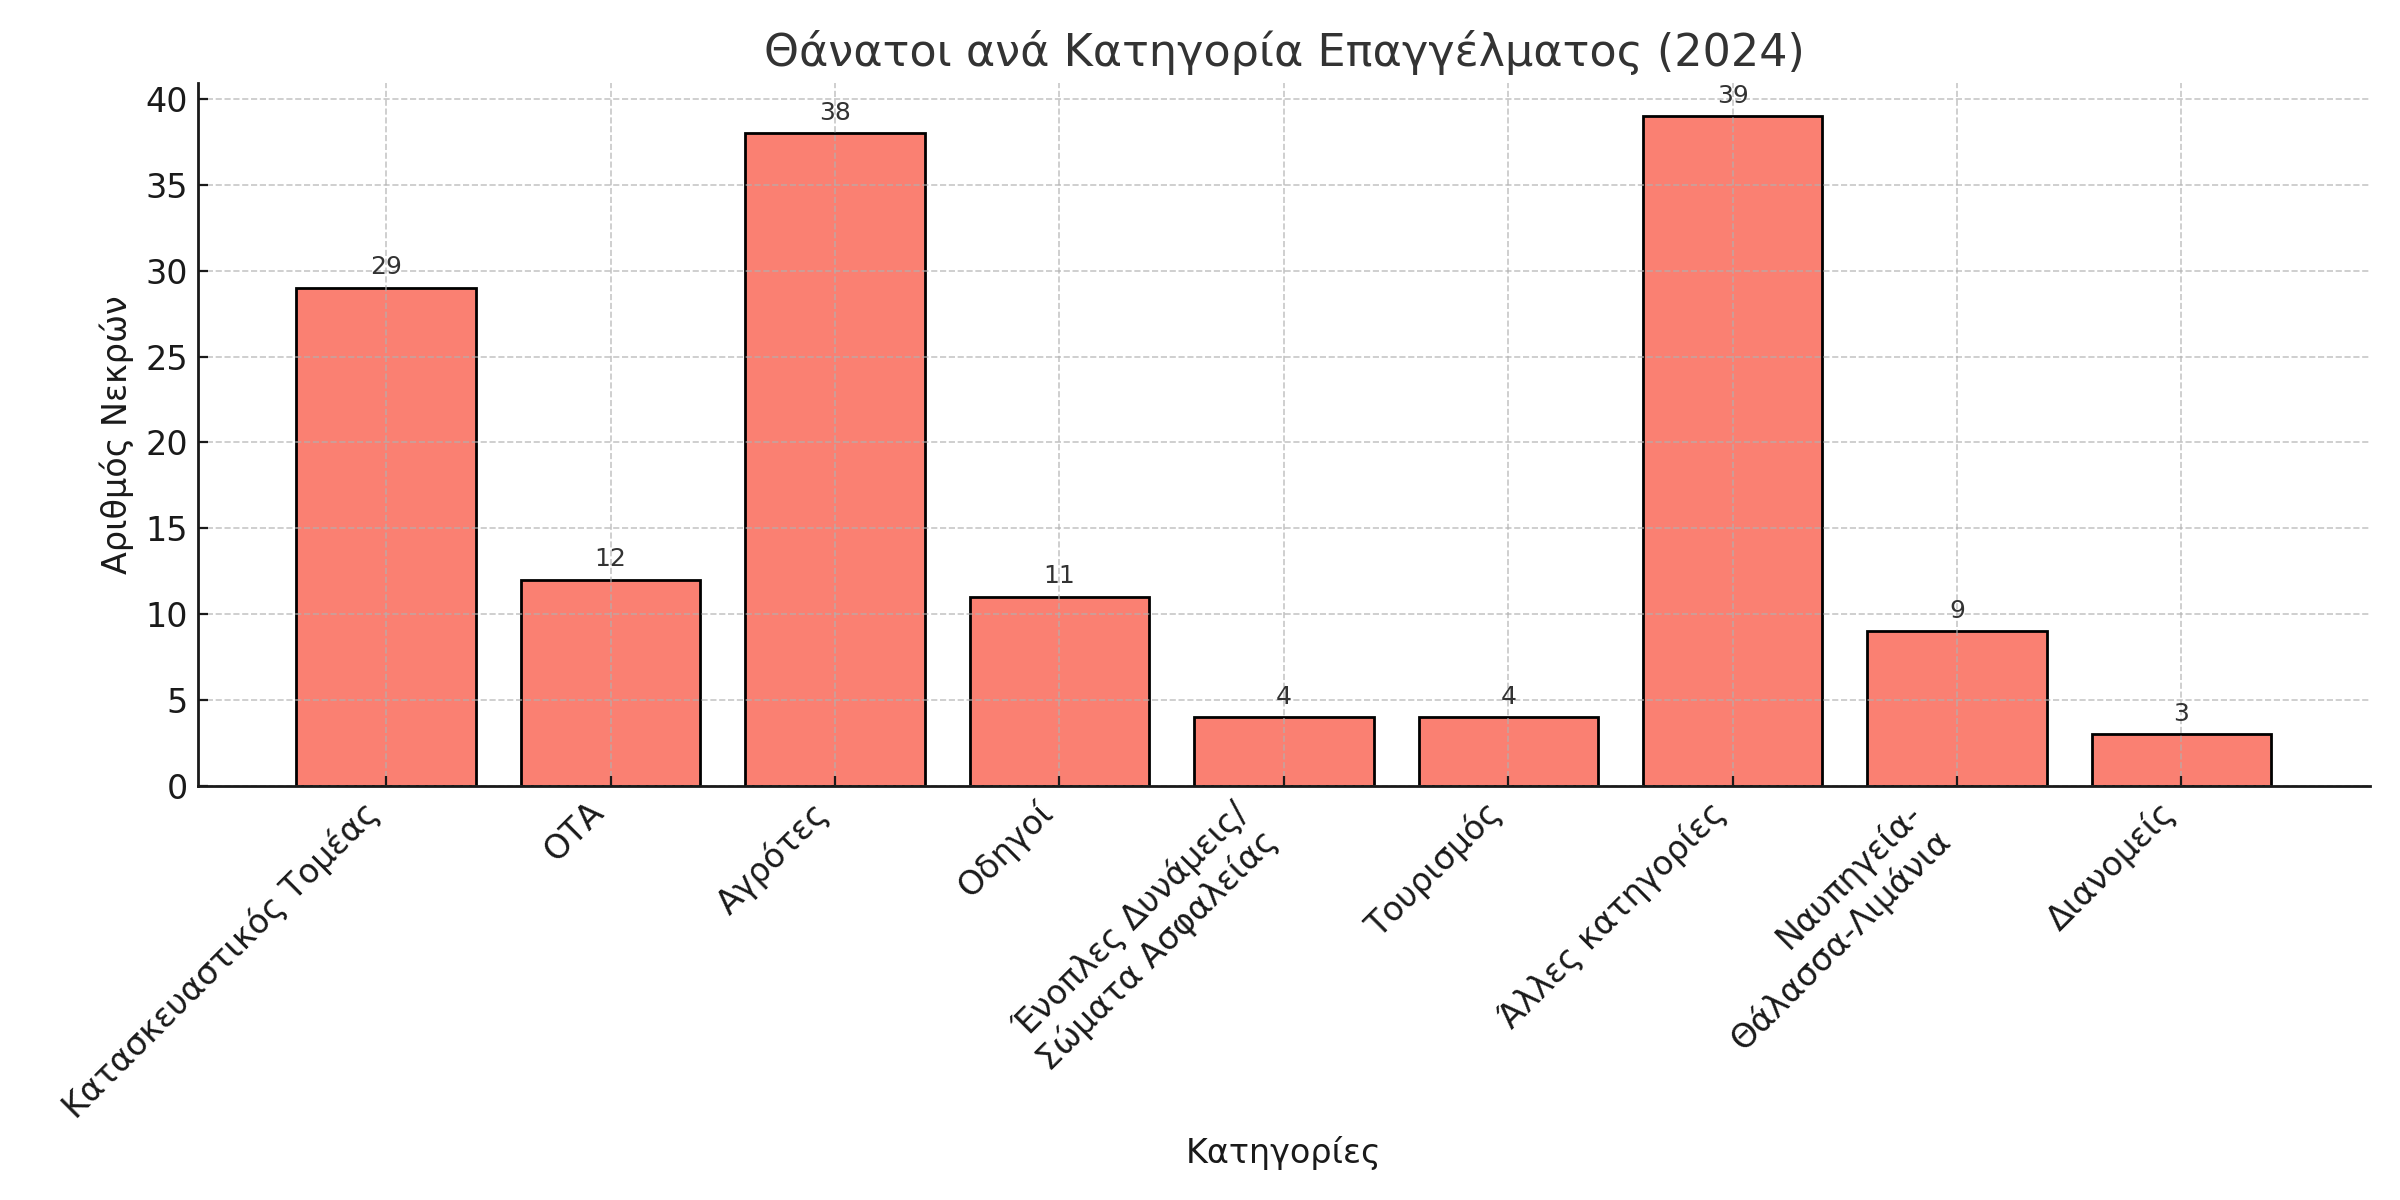 Θάνατοι ανά Κατηγορία Επαγγέλματος (2024)
Αριθμός Νεκρών
40
35
30
25
20
15
10
5
0
29
12
38
11
4
4
39
9
3
Κατασκευαστικός Τομέας
ΟΤΑ
Αγρότες
Οδηγοί
Ένοπλες Δυνάμεις/
Σώματα Ασφαλείας
Τουρισμός
Άλλες κατηγορίες
Ναυπηγεία-
Θάλασσα-Λιμάνια
Διανομείς
Κατηγορίες